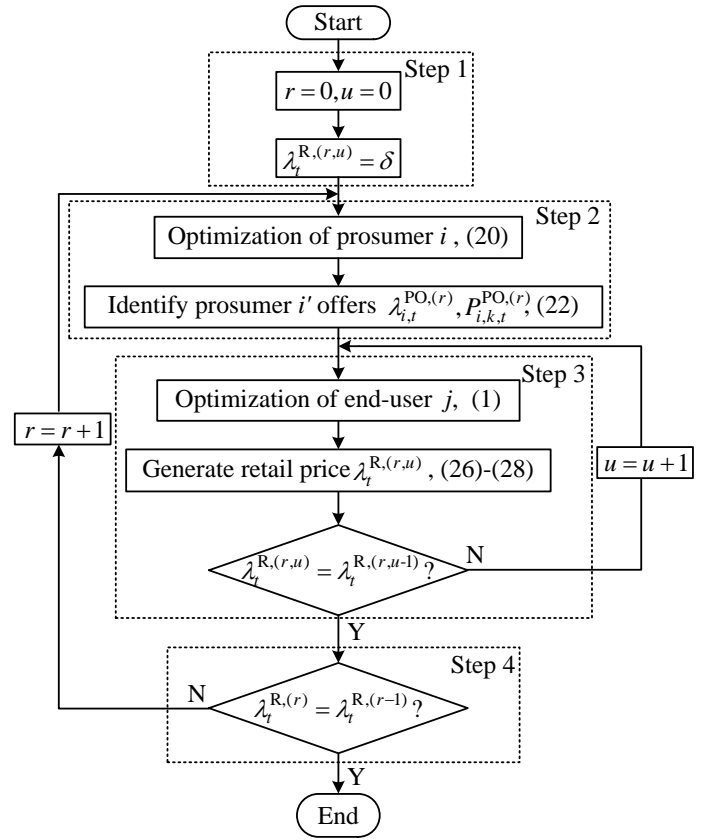 Start
Step 1
r = 0, u = 0
λ_t^{R,(r,u)} = δ
Step 2
Optimization of prosumer i , (20)
Identify prosumer i' offers λ_{i,t}^{PO,(r)}, P_{i,k,t}^{PO,(r)}, (22)
Step 3
Optimization of end-user j, (1)
r = r + 1
Generate retail price λ_t^{R,(r,u)} , (26)-(28)
u = u + 1
λ_t^{R,(r,u)} = λ_t^{R,(r,u-1)} ?
N
Y
Step 4
N
λ_t^{R,(r)} = λ_t^{R,(r-1)} ?
Y
End